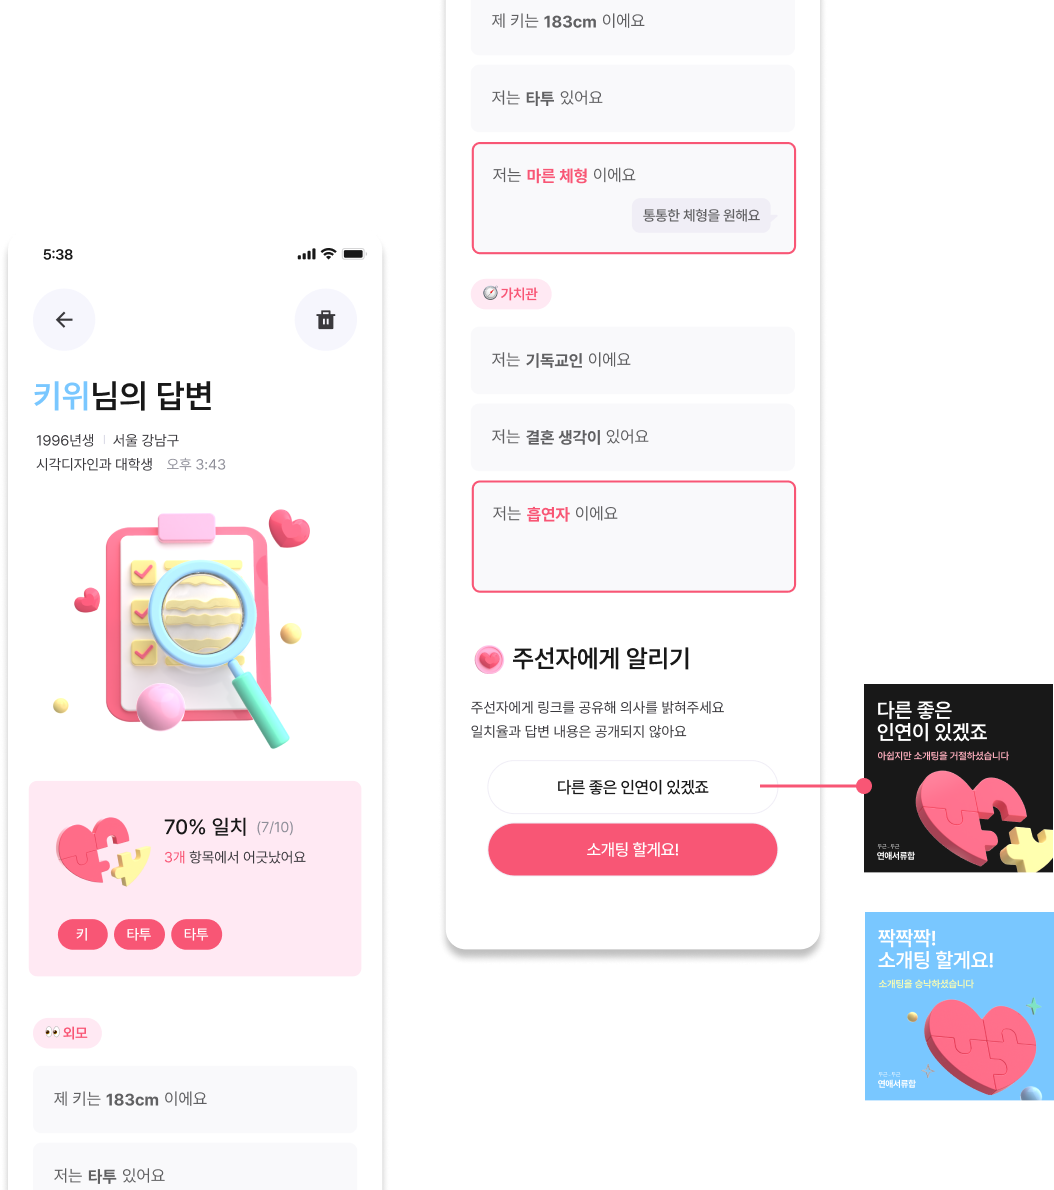 5:38
키위님의 답변
1996년생 서울 강남구
시각디자인과 대학생 오후 3:43
70% 일치 (7/10)
3개 항목에서 어긋났어요
키 타투 타투
외모
제 키는 183cm 이에요
저는 타투 있어요
제 키는 183cm 이에요
저는 타투 있어요
저는 마른 체형 이에요
통통한 체형을 원해요
가치관
저는 기독교인 이에요
저는 결혼 생각이 있어요
저는 흡연자 이에요
주선자에게 알리기
주선자에게 링크를 공유해 의사를 밝혀주세요
일치율과 답변 내용은 공개되지 않아요
다른 좋은 인연이 있겠죠
소개팅 할게요!
다른 좋은
인연이 있겠죠
아쉽지만 소개팅을 거절하셨습니다
두근..두근
연애서류함
짝짝짝!
소개팅 할게요!
소개팅을 승낙하셨습니다
두근..두근
연애서류함